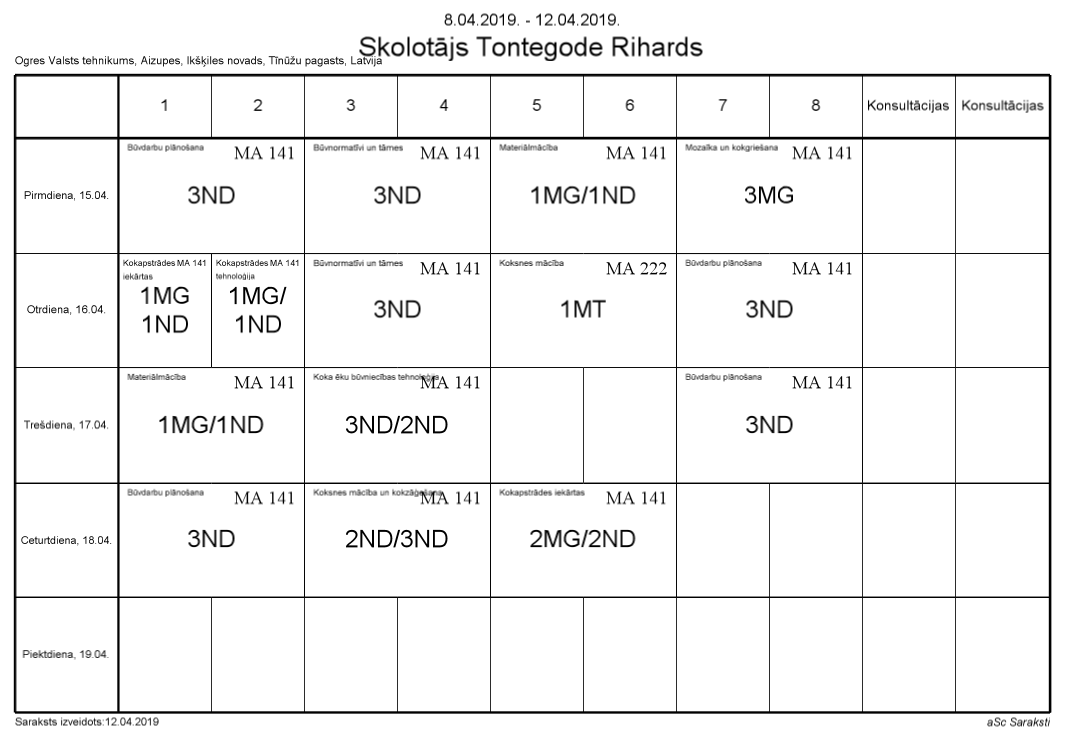 8.04.2019. - 12.04.2019.
Skolotājs Tontegode Rihards
Ogres Valsts tehnikums, Aizupes, Ikšķiles novads, Tīnūžu pagasts, Latvija
1 2 3 4 5 6 7 8 Konsultācijas Konsultācijas
Būvdarbu plānošana MA 141 Būvnormatīvi un tāmes MA 141 Materiālmācība MA 141 Mozaīka un kokgriešana MA 141
Pirmdiena, 15.04. 3ND 3ND 1MG/1ND 3MG
Kokapstrādes MA 141 Kokapstrādes MA 141 Būvnormatīvi un tāmes MA 141 Koksnes mācība MA 222 Būvdarbu plānošana MA 141
iekārtas tehnoloģija
1MG 1MG/
Otrdiena, 16.04. 3ND 1MT 3ND
1ND 1ND
Materiālmācība MA 141 Koka ēku būvniecības tehnoloģija MA 141 Būvdarbu plānošana MA 141
Trešdiena, 17.04. 1MG/1ND 3ND/2ND 3ND
Būvdarbu plānošana MA 141 Koksnes mācība un kokzāģēšana MA 141 Kokapstrādes iekārtas MA 141
Ceturtdiena, 18.04. 3ND 2ND/3ND 2MG/2ND
Piektdiena, 19.04.
Saraksts izveidots:12.04.2019 aSc Saraksti